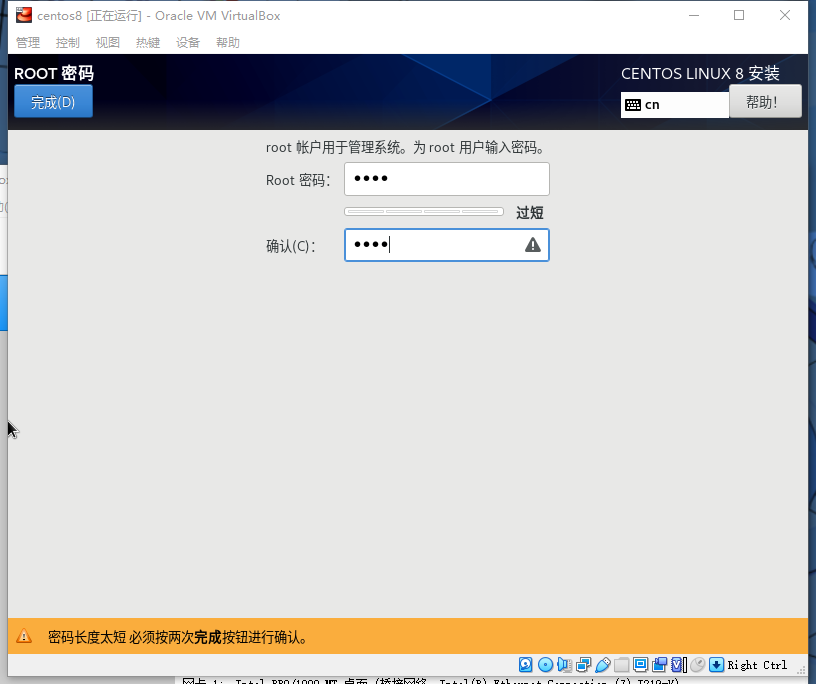 centos8 [正在运行] - Oracle VM VirtualBox
管理 控制 视图 热键 设备 帮助
ROOT 密码
CENTOS LINUX 8 安装
完成(D)
cn
帮助!
root 帐户用于管理系统。为 root 用户输入密码。
Root 密码:
过短
确认(C):
密码长度太短 必须按两次完成按钮进行确认。
Right Ctrl